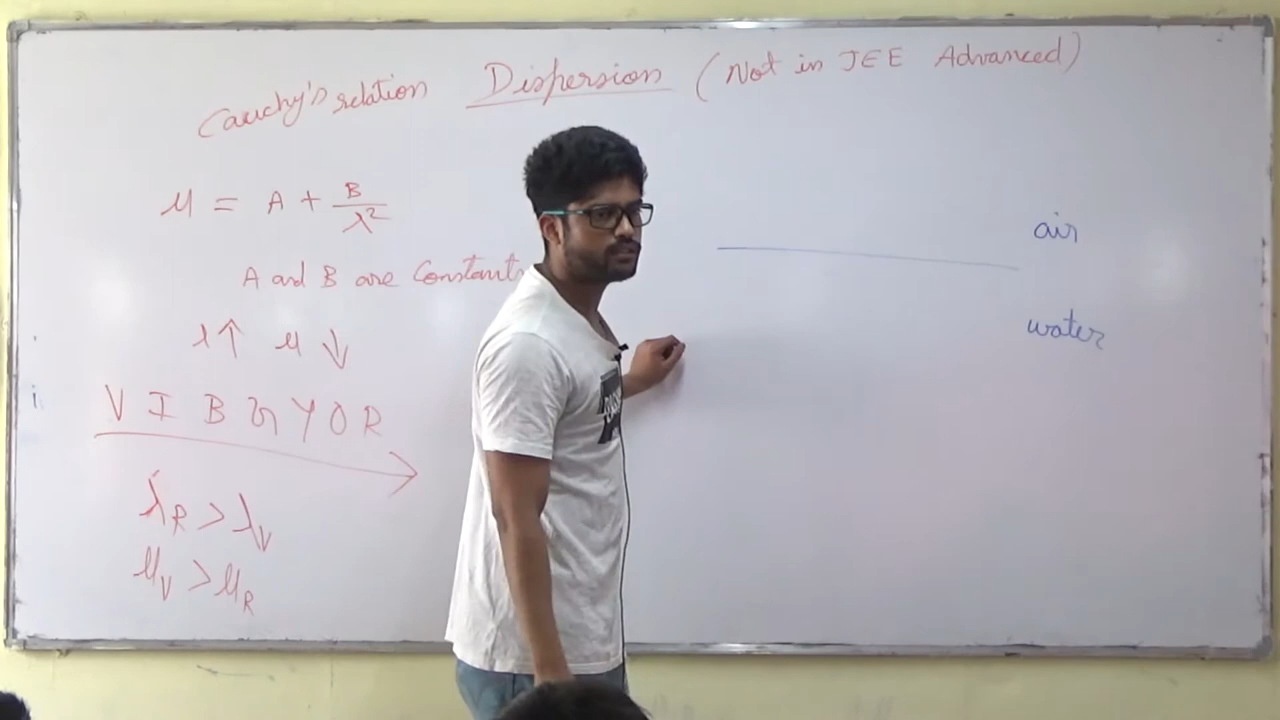 Cauchy's relation Dispersion (Not in JEE Advanced)
μ = A + B/λ²
A and B are Constants
λ↑ μ↓
V I B G Y O R
λR > λV
μV > μR
air
water